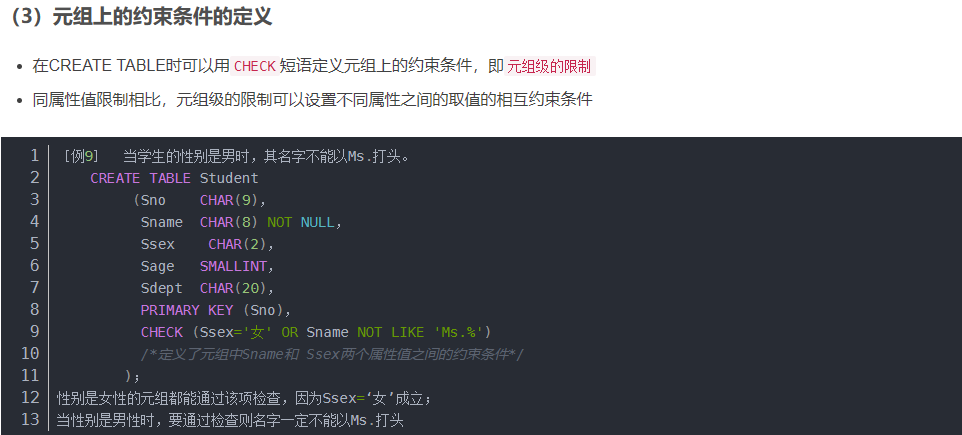 （3）元组上的约束条件的定义
在CREATE TABLE时可以用 CHECK 短语定义元组上的约束条件，即 元组级的限制
同属性值限制相比，元组级的限制可以设置不同属性之间的取值的相互约束条件
1 [例9] 当学生的性别是男时，其名字不能以Ms.打头。
2 CREATE TABLE Student
3 (Sno CHAR(9)，
4 Sname CHAR(8) NOT NULL，
5 Ssex CHAR(2)，
6 Sage SMALLINT，
7 Sdept CHAR(20)，
8 PRIMARY KEY (Sno)，
9 CHECK (Ssex='女' OR Sname NOT LIKE 'Ms.%')
10 /*定义了元组中Sname和 Ssex两个属性值之间的约束条件*/
11 )；
12 性别是女性的元组都能通过该项检查，因为Ssex=‘女’成立；
13 当性别是男性时，要通过检查则名字一定不能以Ms.打头